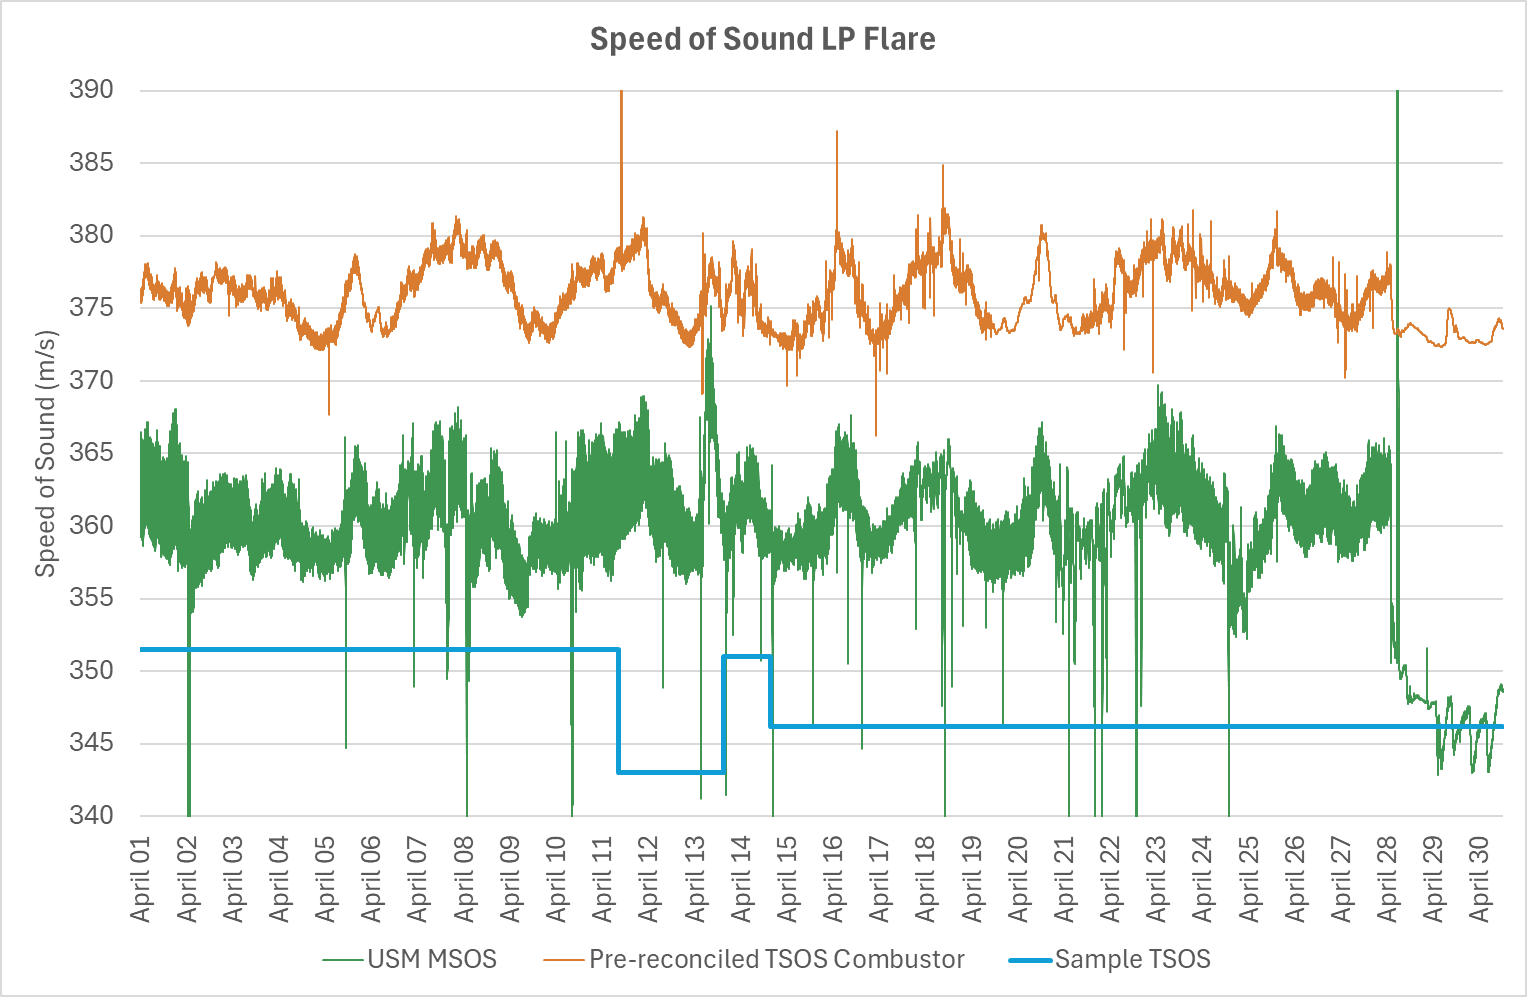 Speed of Sound LP Flare
Speed of Sound (m/s)
390
385
380
375
370
365
360
355
350
345
340
April 01
April 02
April 03
April 04
April 05
April 06
April 07
April 08
April 09
April 10
April 11
April 12
April 13
April 14
April 15
April 16
April 17
April 18
April 19
April 20
April 21
April 22
April 23
April 24
April 25
April 26
April 27
April 28
April 29
April 30
USM MSOS
Pre-reconciled TSOS Combustor
Sample TSOS